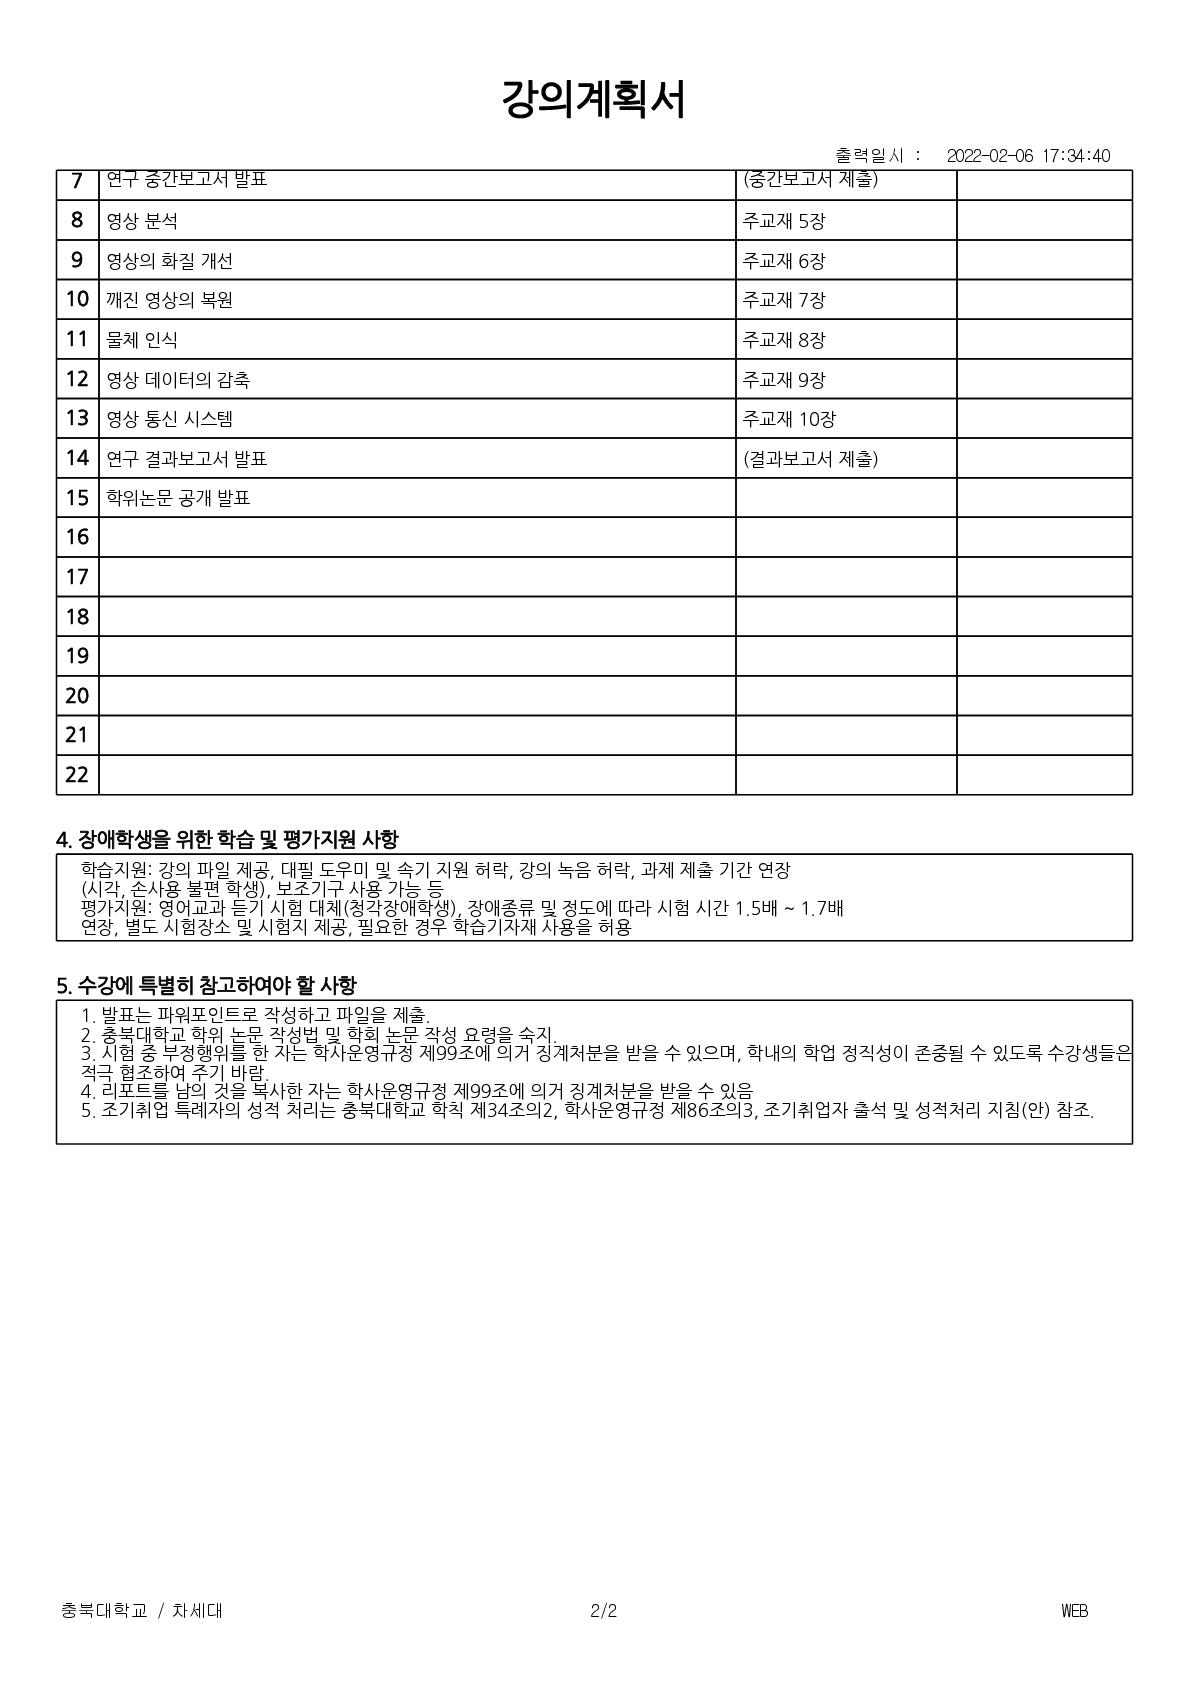 강의계획서
출력일시 : 2022-02-06 17:34:40
7 연구 중간보고서 발표 (중간보고서 제출)
8 영상 분석 주교재 5장
9 영상의 화질 개선 주교재 6장
10 깨진 영상의 복원 주교재 7장
11 물체 인식 주교재 8장
12 영상 데이터의 감축 주교재 9장
13 영상 통신 시스템 주교재 10장
14 연구 결과보고서 발표 (결과보고서 제출)
15 학위논문 공개 발표
16
17
18
19
20
21
22
4. 장애학생을 위한 학습 및 평가지원 사항
학습지원: 강의 파일 제공, 대필 도우미 및 속기 지원 허락, 강의 녹음 허락, 과제 제출 기간 연장
(시각, 손사용 불편 학생), 보조기구 사용 가능 등
평가지원: 영어교과 듣기 시험 대체(청각장애학생), 장애종류 및 정도에 따라 시험 시간 1.5배 ~ 1.7배
연장, 별도 시험장소 및 시험지 제공, 필요한 경우 학습기자재 사용을 허용
5. 수강에 특별히 참고하여야 할 사항
1. 발표는 파워포인트로 작성하고 파일을 제출.
2. 충북대학교 학위 논문 작성법 및 학회 논문 작성 요령을 숙지.
3. 시험 중 부정행위를 한 자는 학사운영규정 제99조에 의거 징계처분을 받을 수 있으며, 학내의 학업 정직성이 존중될 수 있도록 수강생들은
적극 협조하여 주기 바람.
4. 리포트를 남의 것을 복사한 자는 학사운영규정 제99조에 의거 징계처분을 받을 수 있음
5. 조기취업 특례자의 성적 처리는 충북대학교 학칙 제34조의2, 학사운영규정 제86조의3, 조기취업자 출석 및 성적처리 지침(안) 참조.
충북대학교 / 차세대 2/2 WEB